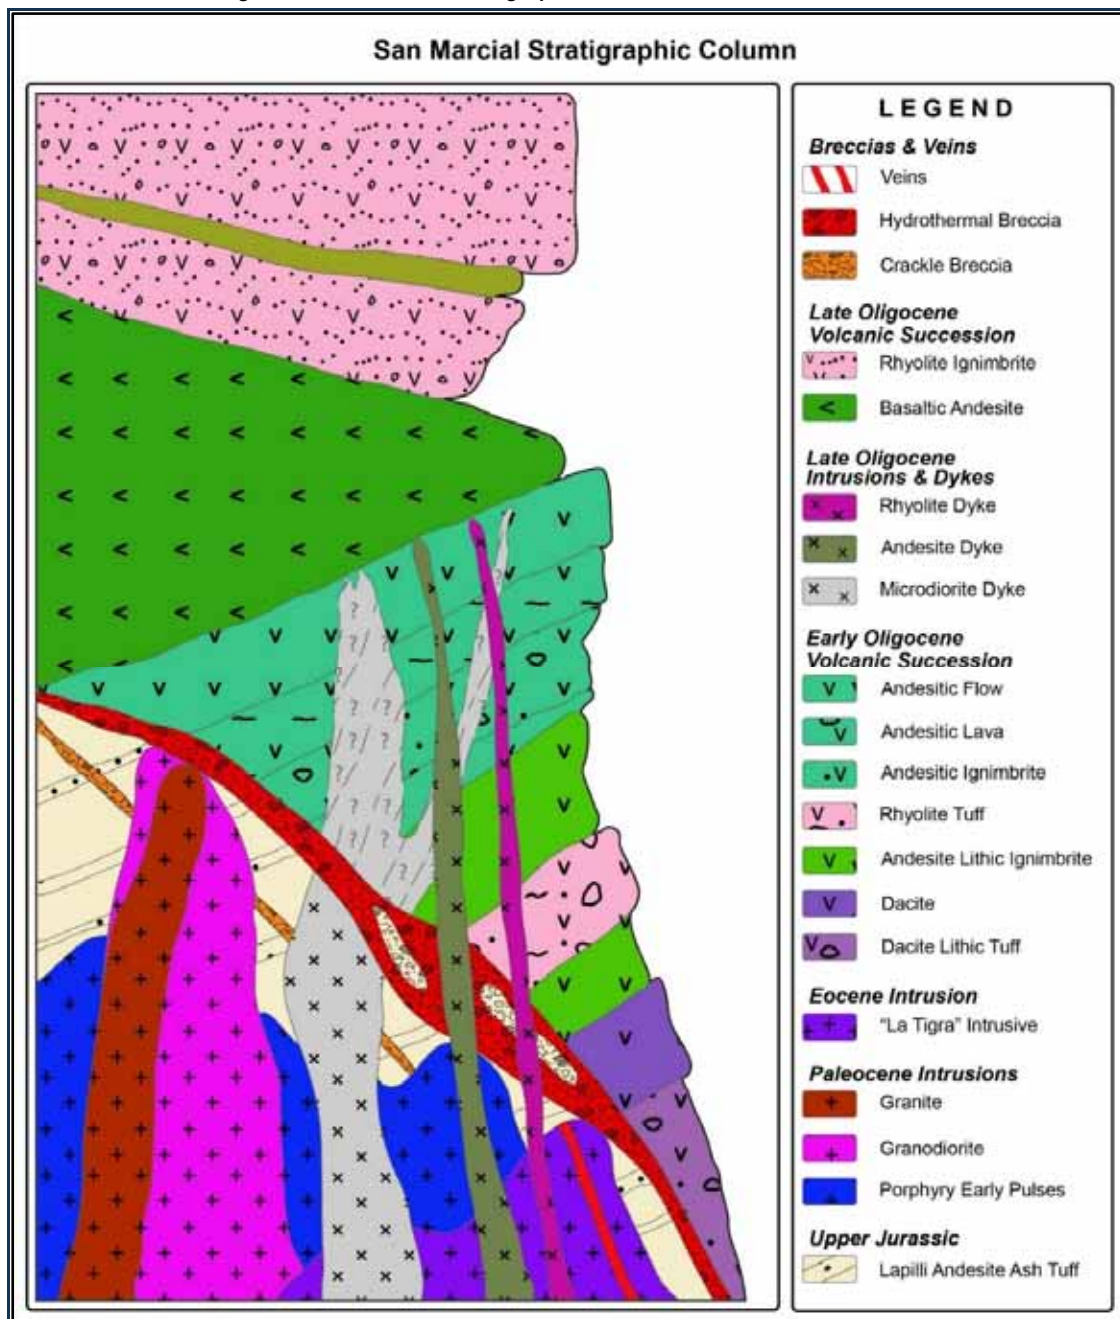 San Marcial Stratigraphic Column
LEGEND
Breccias & Veins
Veins
Hydrothermal Breccia
Crackle Breccia
Late Oligocene
Volcanic Succession
Rhyolite Ignimbrite
Basaltic Andesite
Late Oligocene
Intrusions & Dykes
Rhyolite Dyke
Andesite Dyke
Microdiorite Dyke
Early Oligocene
Volcanic Succession
Andesitic Flow
Andesitic Lava
Andesitic Ignimbrite
Rhyolite Tuff
Andesite Lithic Ignimbrite
Dacite
Dacite Lithic Tuff
Eocene Intrusion
"La Tigra" Intrusive
Paleocene Intrusions
Granite
Granodiorite
Porphyry Early Pulses
Upper Jurassic
Lapilli Andesite Ash Tuff